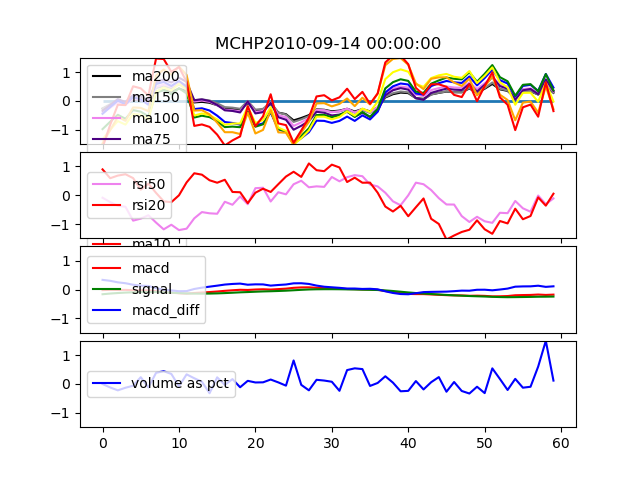 MCHP2010-09-14 00:00:00
1
0
−1
ma200
ma150
ma100
ma75
1
0
−1
rsi50
rsi20
ma10
1
0
−1
macd
signal
macd_diff
1
0
−1
volume as pct
0 10 20 30 40 50 60